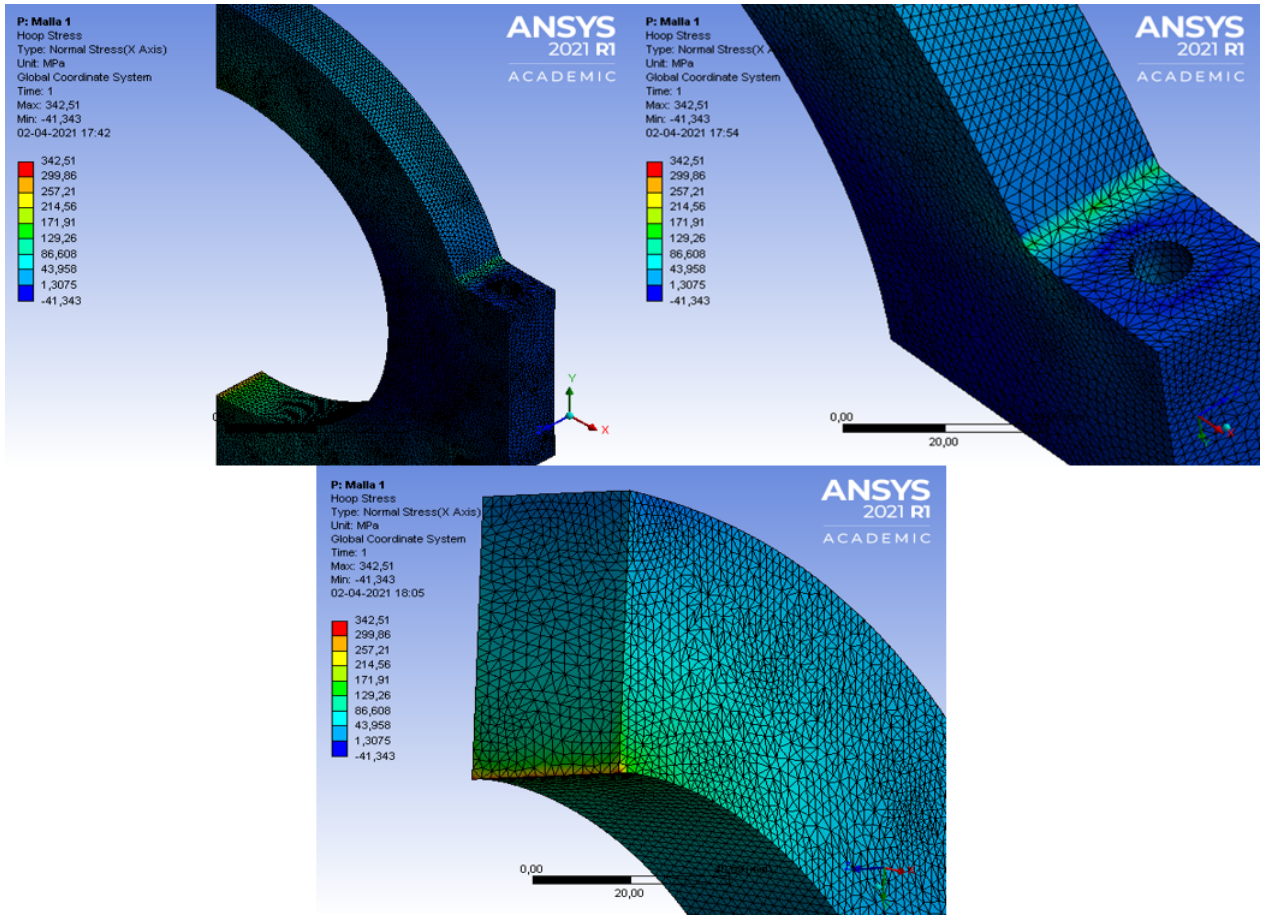 P: Malla 1
Hoop Stress
Type: Normal Stress(X Axis)
Unit: MPa
Global Coordinate System
Time: 1
Max: 342,51
Min: -41,343
02-04-2021 17:42
342,51
299,86
257,21
214,56
171,91
129,26
86,608
43,958
1,3075
-41,343
ANSYS
2021 R1
ACADEMIC
Y
X
P: Malla 1
Hoop Stress
Type: Normal Stress(X Axis)
Unit: MPa
Global Coordinate System
Time: 1
Max: 342,51
Min: -41,343
02-04-2021 17:54
342,51
299,86
257,21
214,56
171,91
129,26
86,608
43,958
1,3075
-41,343
ANSYS
2021 R1
ACADEMIC
0,00
20,00
P: Malla 1
Hoop Stress
Type: Normal Stress(X Axis)
Unit: MPa
Global Coordinate System
Time: 1
Max: 342,51
Min: -41,343
02-04-2021 18:05
342,51
299,86
257,21
214,56
171,91
129,26
86,608
43,958
1,3075
-41,343
ANSYS
2021 R1
ACADEMIC
0,00
20,00